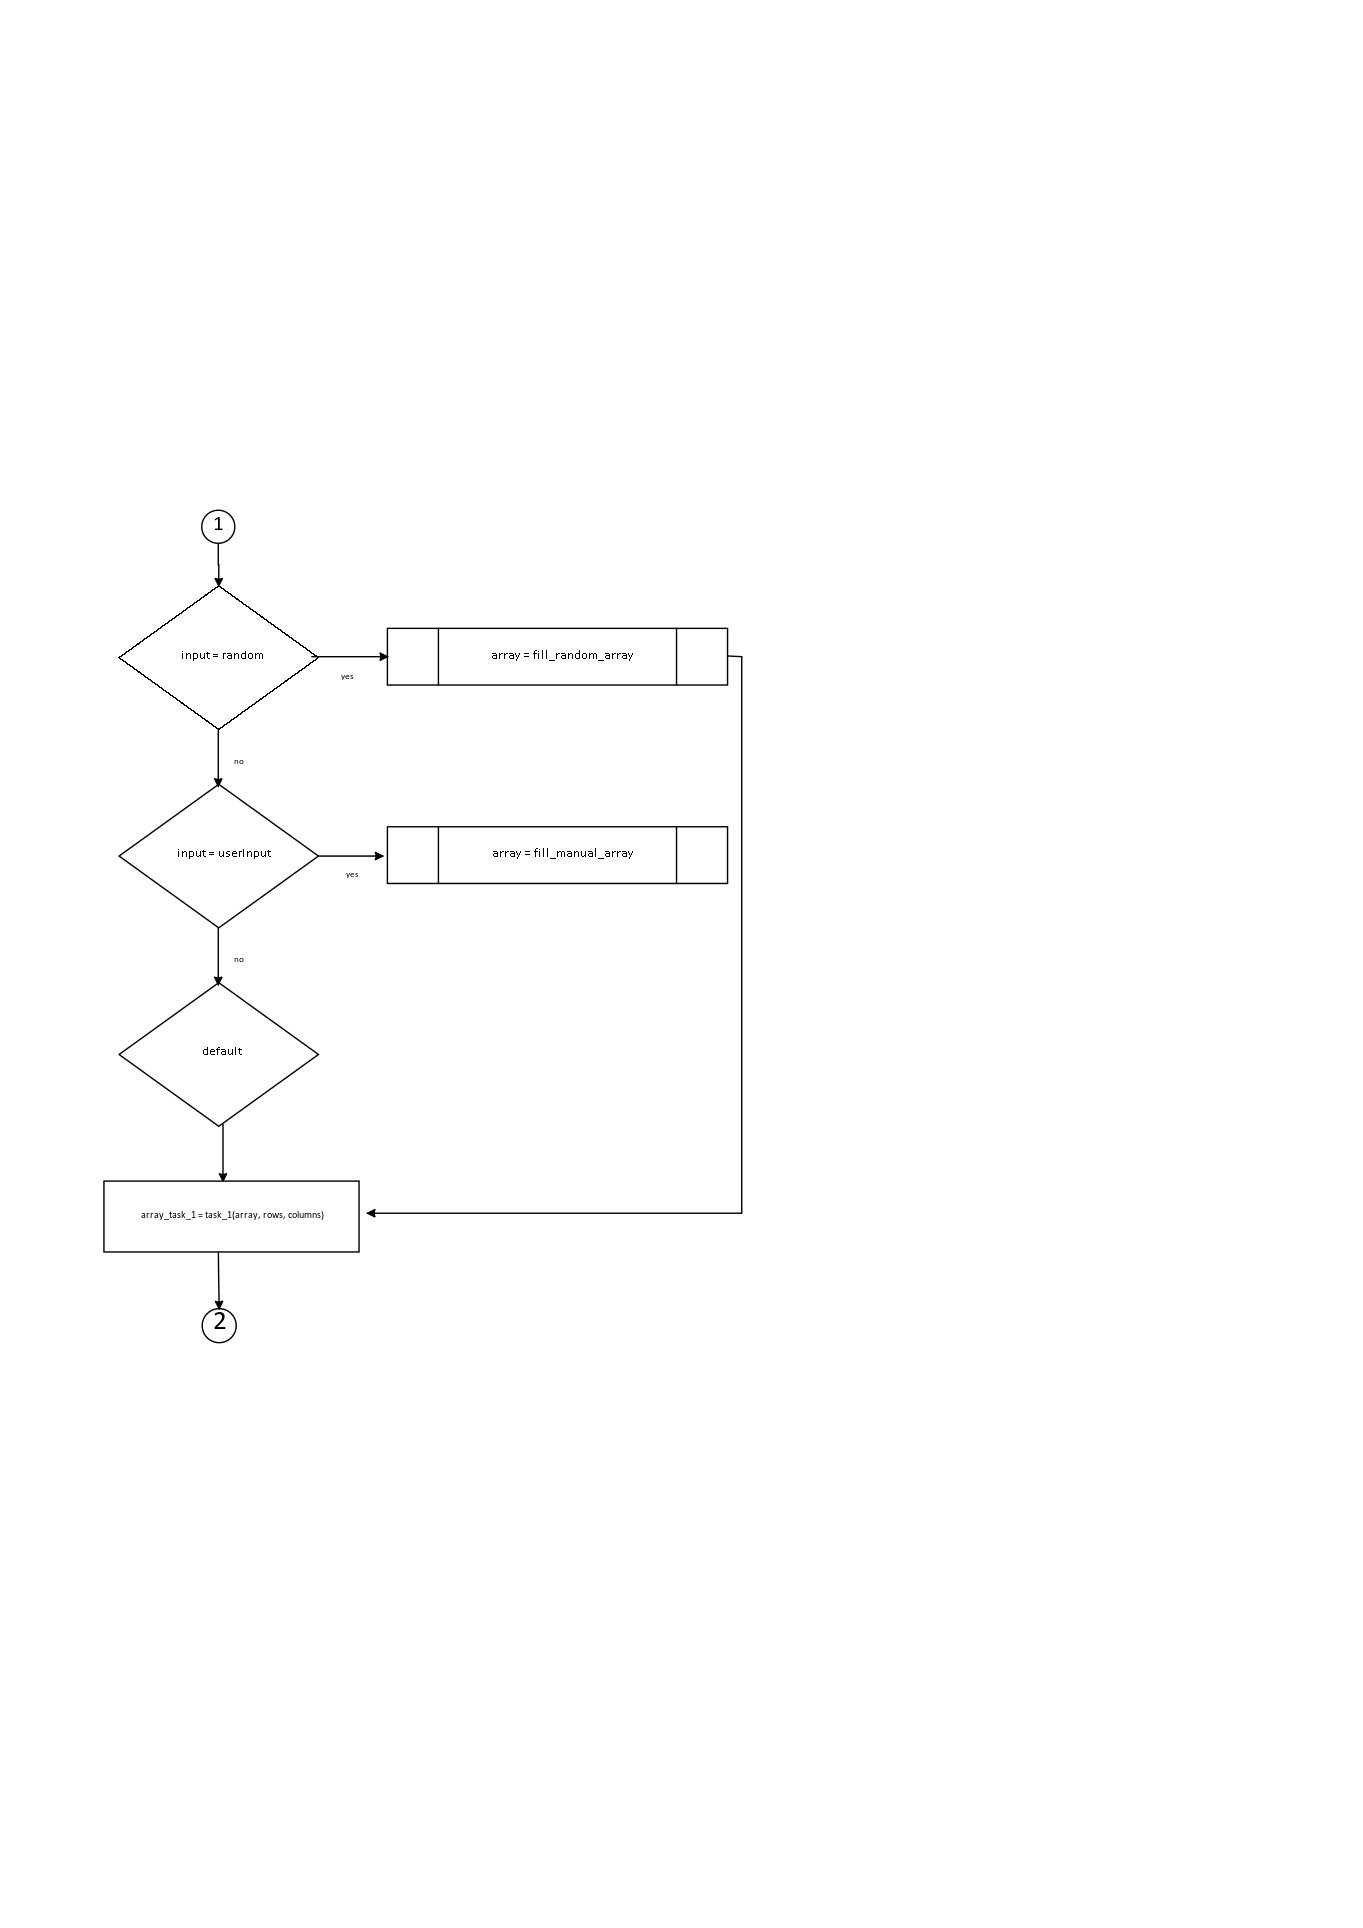 1
input = random
array = fill_random_array
yes
no
input = userInput
array = fill_manual_array
yes
no
default
array_task_1 = task_1(array, rows, columns)
2